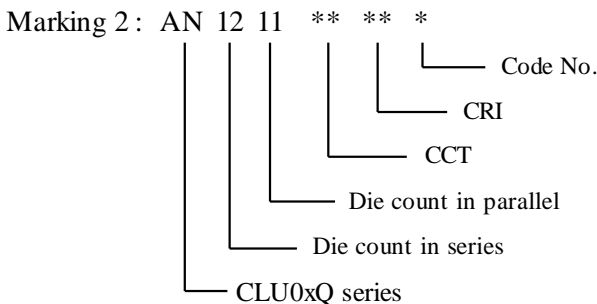 Marking 2 : AN 12 11 ** ** *
Code No.
CRI
CCT
Die count in parallel
Die count in series
CLU0xQ series